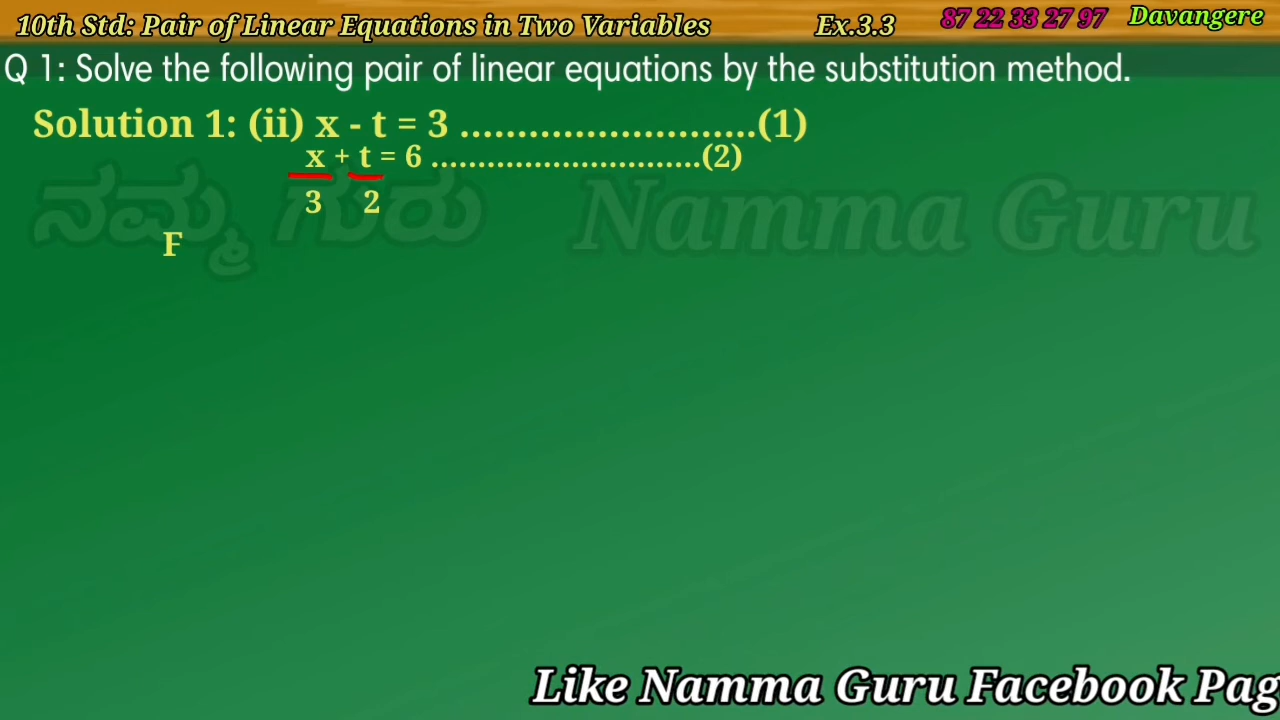 10th Std: Pair of Linear Equations in Two Variables Ex.3.3 87 22 33 27 97 Davangere
Q 1: Solve the following pair of linear equations by the substitution method.
Solution 1: (ii) x - t = 3 ..........................(1)
x + t = 6 .............................(2)
3 2
ನಮ್ಮ ಗುರು Namma Guru
F
Like Namma Guru Facebook Pag